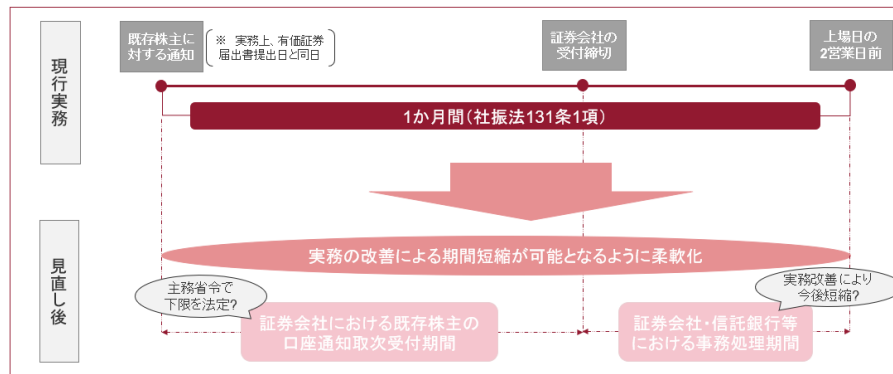 既存株主に
対する通知
※ 実務上、有価証券
届出書提出日と同日
証券会社の
受付締切
上場日の
2営業日前
現行実務
1か月間(社振法131条1項)
見直し後
実務の改善による期間短縮が可能となるように柔軟化
主務省令で
下限を法定?
実務改善により
今後短縮?
証券会社における既存株主の
口座通知取次受付期間
証券会社・信託銀行等
における事務処理期間